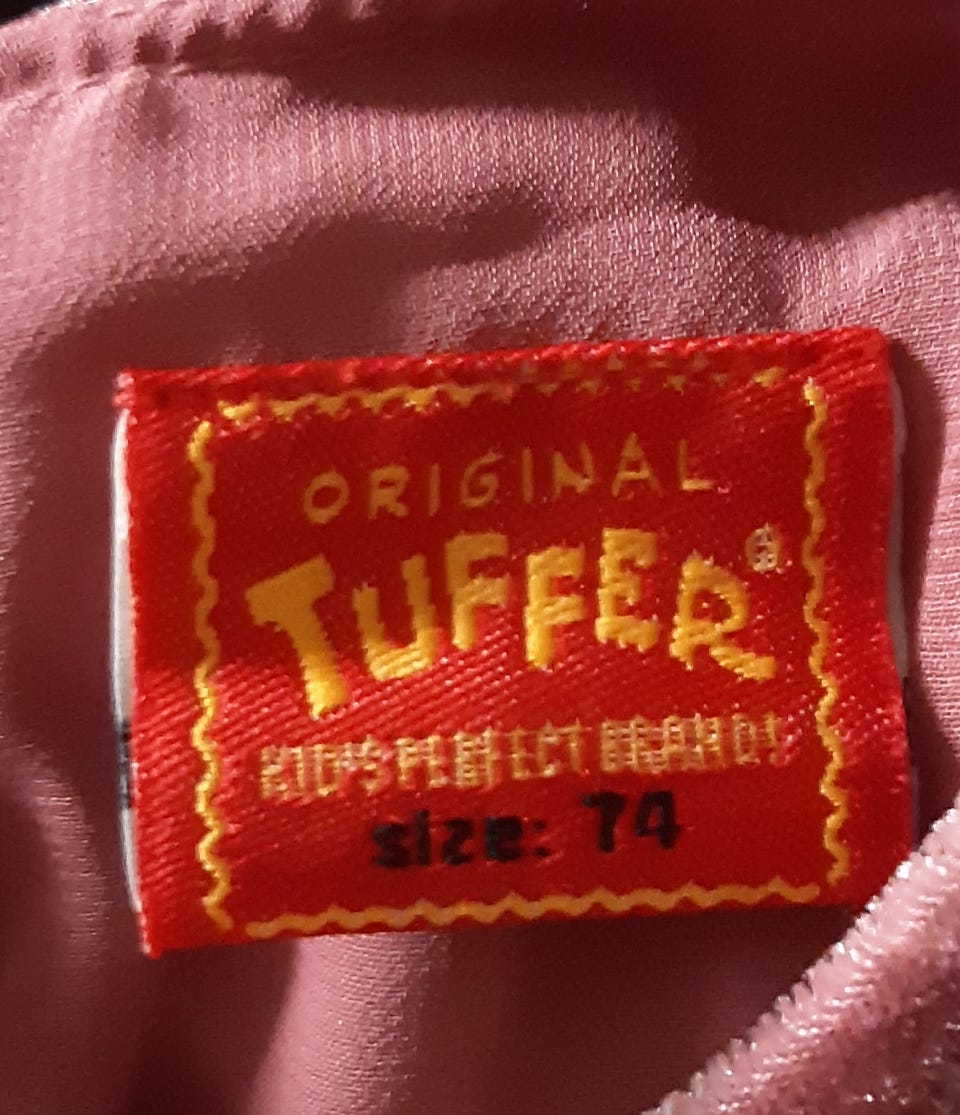 ORIGINAL
TUFFER®
KID'S PERFECT BRAND!
size: 74